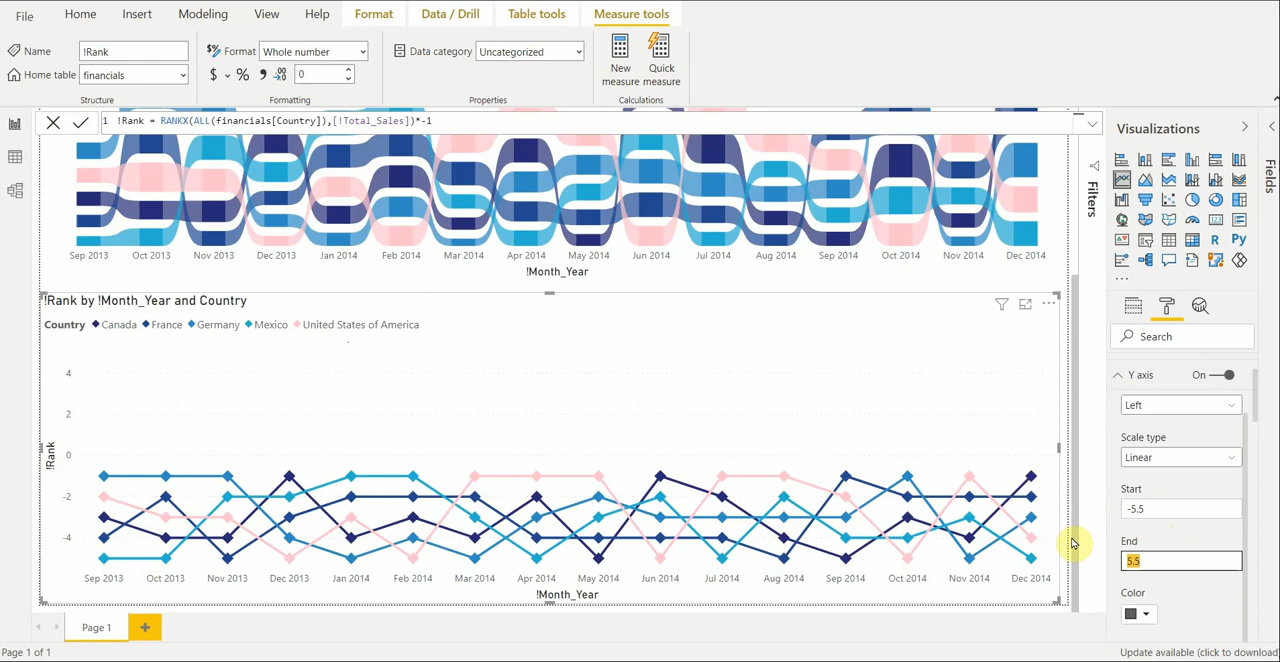 File Home Insert Modeling View Help Format Data / Drill Table tools Measure tools
Name !Rank Format Whole number Data category Uncategorized New measure Quick measure
Home table financials $ % 0
Structure Formatting Properties Calculations
1 !Rank = RANKX(ALL(financials[Country]),[!Total_Sales])*-1
Sep 2013 Oct 2013 Nov 2013 Dec 2013 Jan 2014 Feb 2014 Mar 2014 Apr 2014 May 2014 Jun 2014 Jul 2014 Aug 2014 Sep 2014 Oct 2014 Nov 2014 Dec 2014
!Month_Year
!Rank by !Month_Year and Country
Country Canada France Germany Mexico United States of America
4
2
0
-2
-4
!Rank
Sep 2013 Oct 2013 Nov 2013 Dec 2013 Jan 2014 Feb 2014 Mar 2014 Apr 2014 May 2014 Jun 2014 Jul 2014 Aug 2014 Sep 2014 Oct 2014 Nov 2014 Dec 2014
!Month_Year
Filters
Visualizations
Fields
R Py
123
...
Search
Y axis On
Left
Scale type
Linear
Start
-5.5
End
5.5
Color
Page 1
Page 1 of 1
Update available (click to download